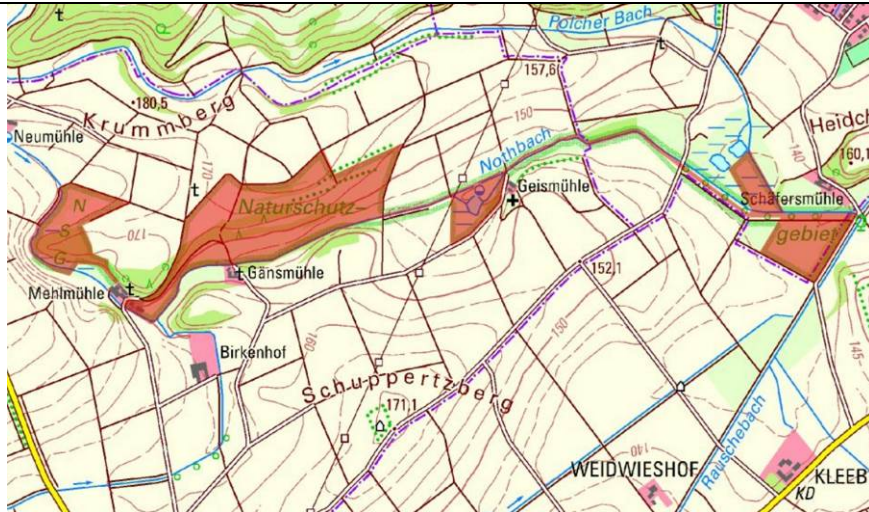 Polcher Bach
157,6
180,5
Krummberg
Neumühle
170
150
Nothbach
140
Heidch
160,1
Geismühle
Schäfersmühle
N
S
G
Naturschutz-
gebiet
170
Gänsmühle
152,1
Mehlmühle
Birkenhof
160
150
145
Schuppertzberg
171,1
140
WEIDWIESHOF
Rauschebach
KLEEB
KD